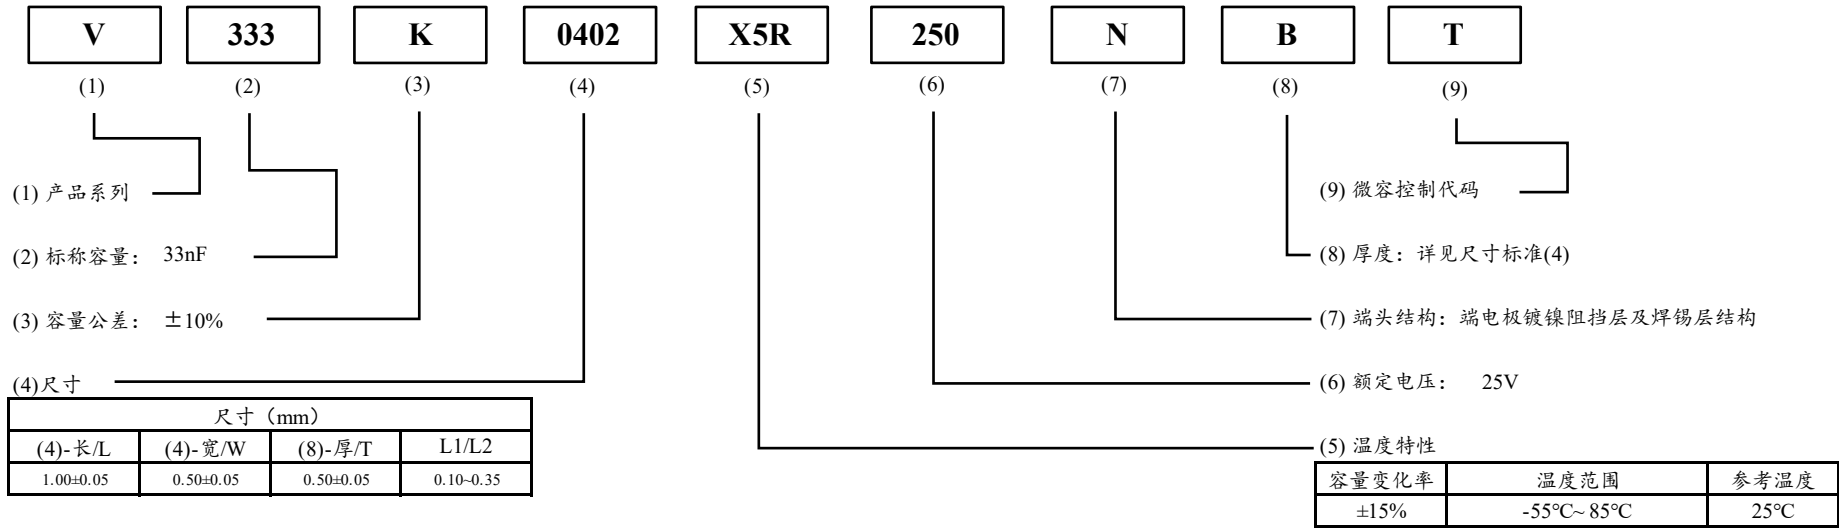 V 333 K 0402 X5R 250 N B T
(1) (2) (3) (4) (5) (6) (7) (8) (9)
(1) 产品系列
(9) 微容控制代码
(2) 标称容量： 33nF
(8) 厚度：详见尺寸标准(4)
(3) 容量公差： ±10%
(7) 端头结构：端电极镀镍阻挡层及焊锡层结构
(4)尺寸
(6) 额定电压： 25V
尺寸（mm）
(4)-长/L (4)-宽/W (8)-厚/T L1/L2
1.00±0.05 0.50±0.05 0.50±0.05 0.10~0.35
(5) 温度特性
容量变化率 温度范围 参考温度
±15% -55℃~ 85℃ 25℃